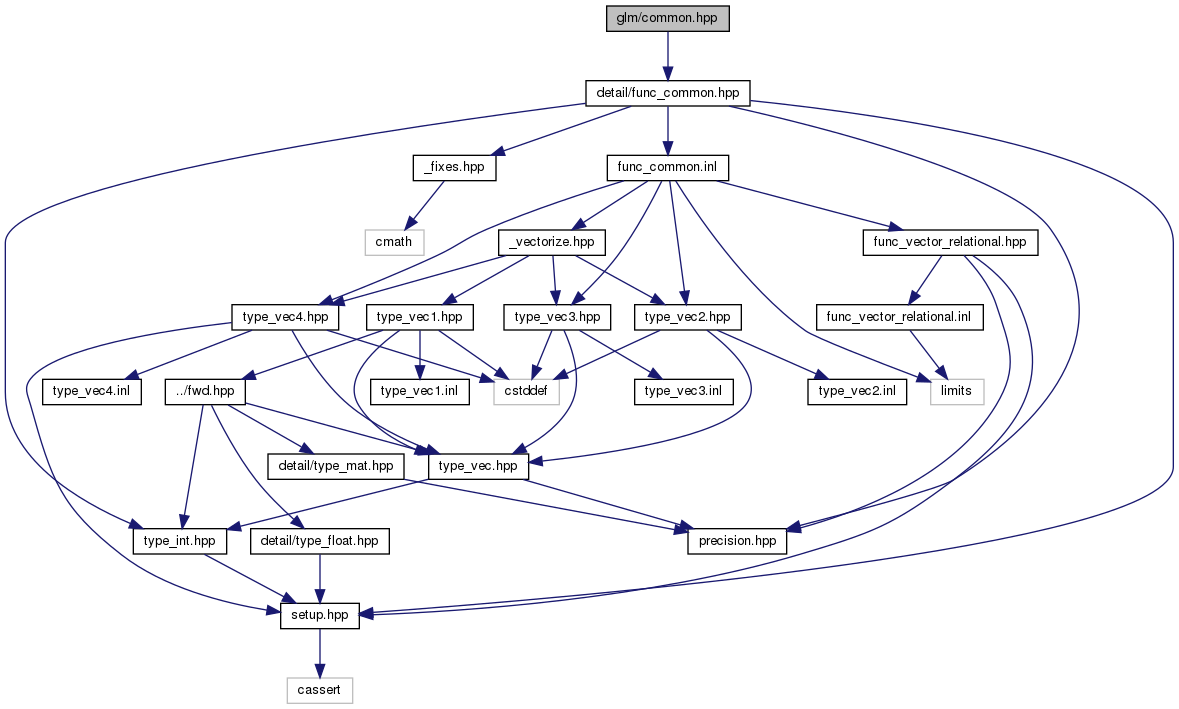 glm/common.hpp
detail/func_common.hpp
_fixes.hpp
func_common.inl
cmath
_vectorize.hpp
func_vector_relational.hpp
type_vec4.hpp
type_vec1.hpp
type_vec3.hpp
type_vec2.hpp
func_vector_relational.inl
type_vec4.inl
../fwd.hpp
type_vec1.inl
cstddef
type_vec3.inl
type_vec2.inl
limits
detail/type_mat.hpp
type_vec.hpp
type_int.hpp
detail/type_float.hpp
precision.hpp
setup.hpp
cassert